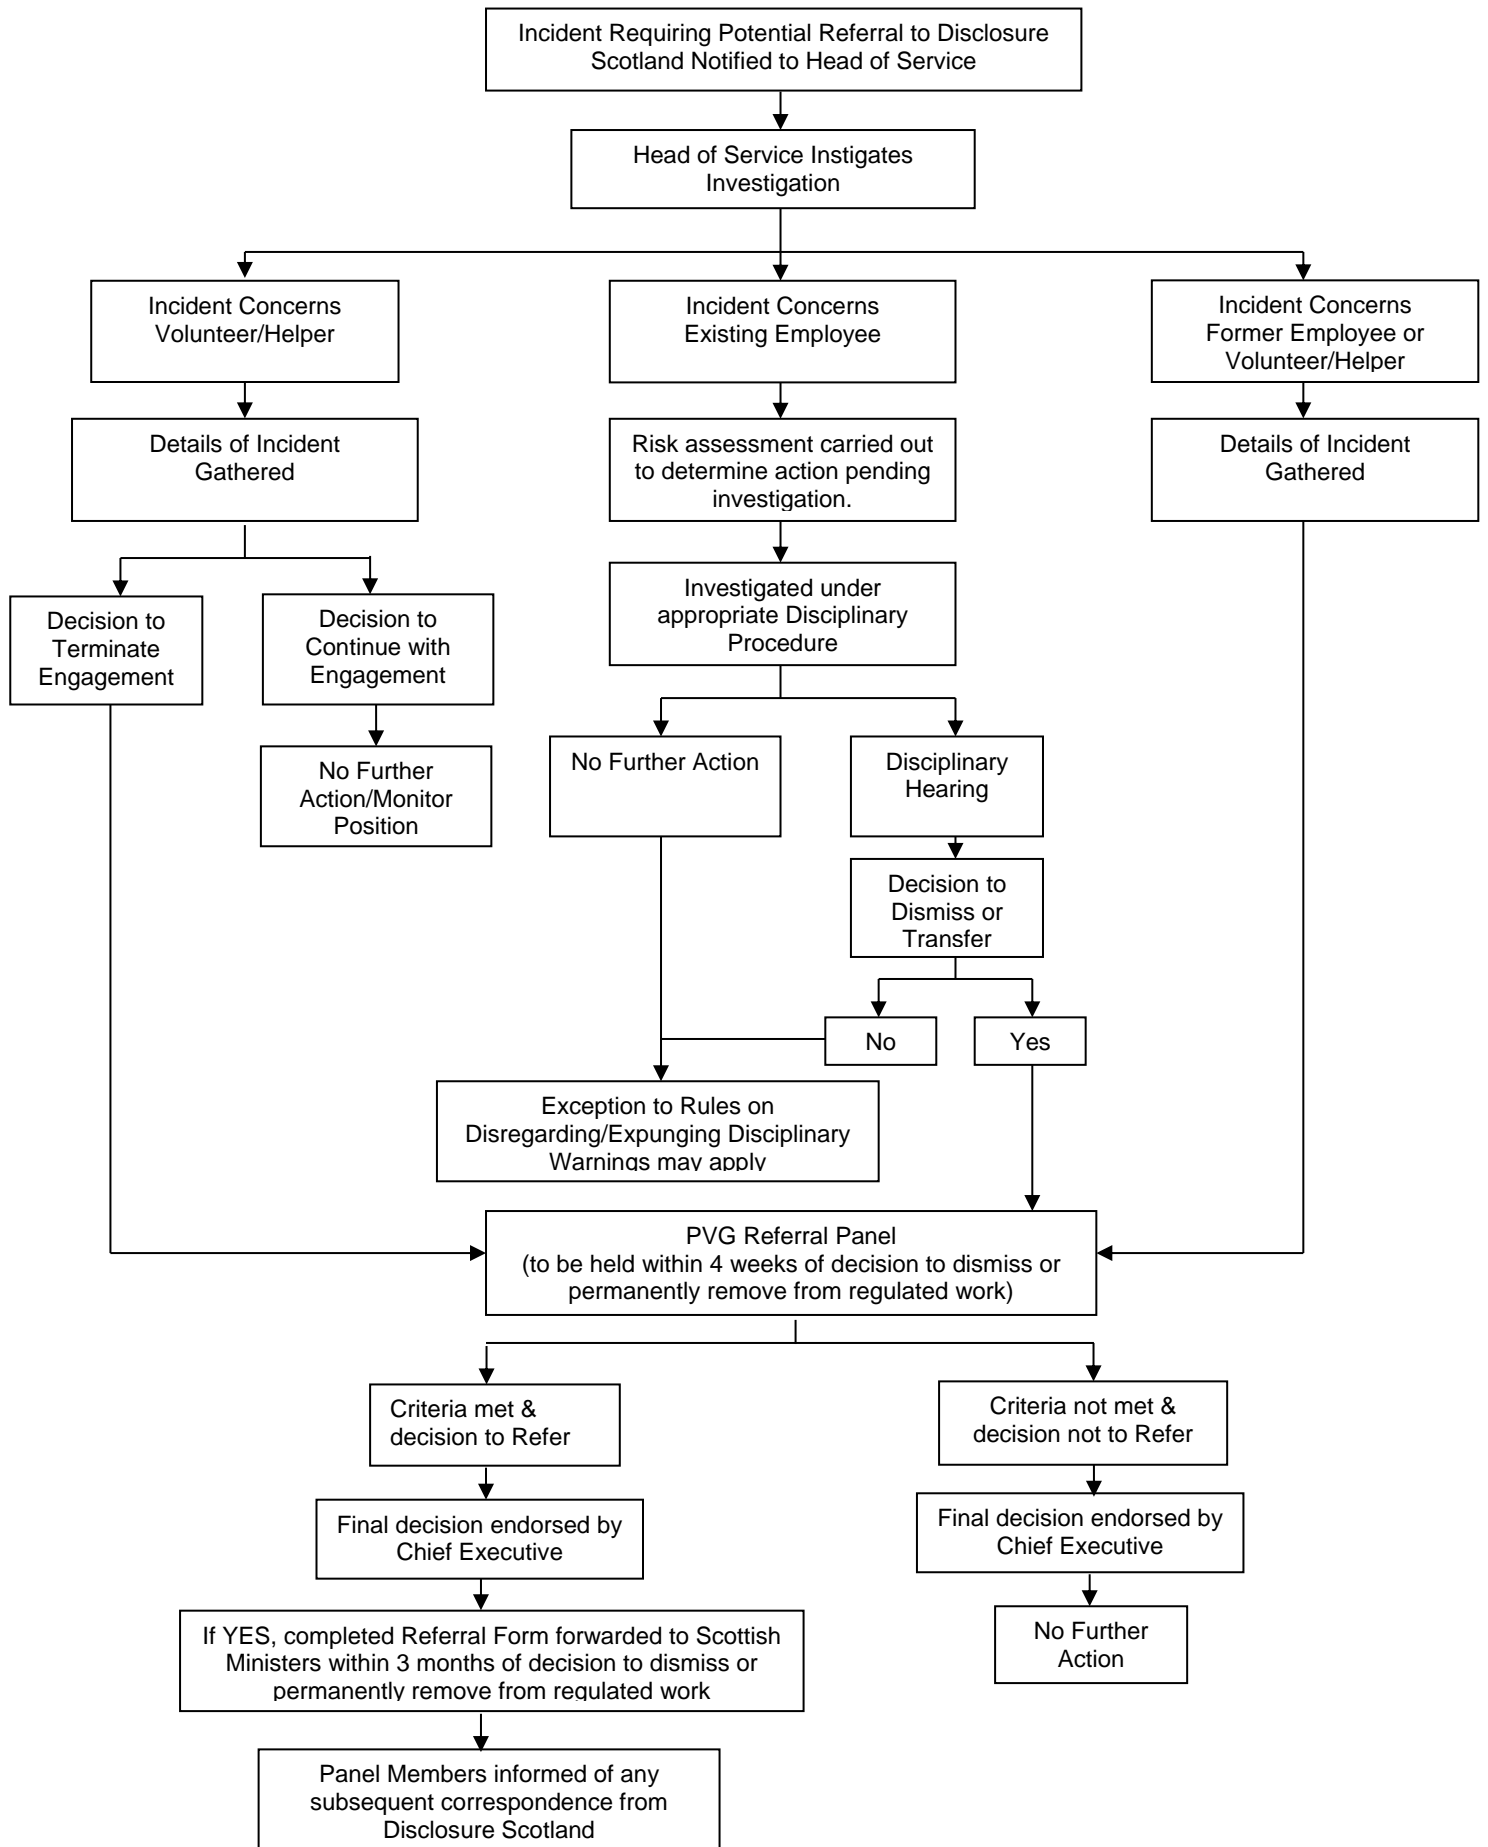 Incident Requiring Potential Referral to Disclosure
Scotland Notified to Head of Service
Head of Service Instigates
Investigation
Incident Concerns
Volunteer/Helper
Incident Concerns
Existing Employee
Incident Concerns
Former Employee or
Volunteer/Helper
Details of Incident
Gathered
Risk assessment carried out
to determine action pending
investigation.
Details of Incident
Gathered
Decision to
Terminate
Engagement
Decision to
Continue with
Engagement
Investigated under
appropriate Disciplinary
Procedure
No Further
Action/Monitor
Position
No Further Action
Disciplinary
Hearing
Decision to
Dismiss or
Transfer
No
Yes
Exception to Rules on
Disregarding/Expunging Disciplinary
Warnings may apply
PVG Referral Panel
(to be held within 4 weeks of decision to dismiss or
permanently remove from regulated work)
Criteria met &
decision to Refer
Criteria not met &
decision not to Refer
Final decision endorsed by
Chief Executive
Final decision endorsed by
Chief Executive
If YES, completed Referral Form forwarded to Scottish
Ministers within 3 months of decision to dismiss or
permanently remove from regulated work
No Further
Action
Panel Members informed of any
subsequent correspondence from
Disclosure Scotland